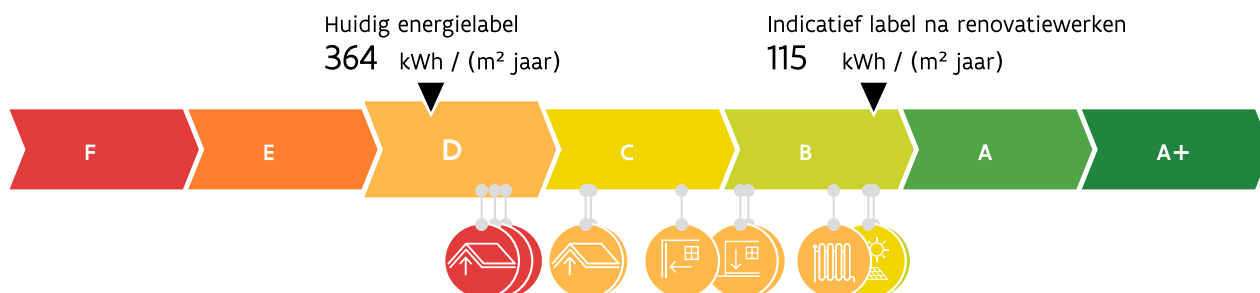 Huidig energielabel
364 kWh / (m² jaar)
Indicatief label na renovatiewerken
115 kWh / (m² jaar)
F E D C B A A+